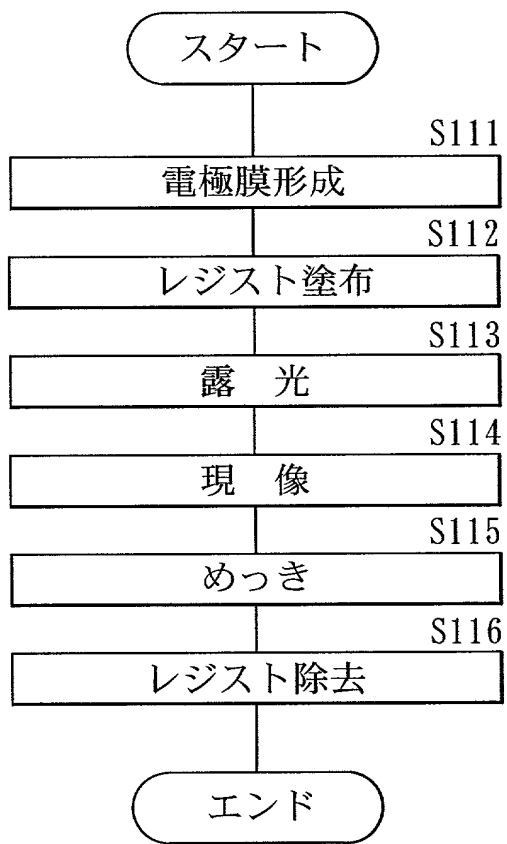 スタート
S111
電極膜形成
S112
レジスト塗布
S113
露　光
S114
現　像
S115
めっき
S116
レジスト除去
エンド